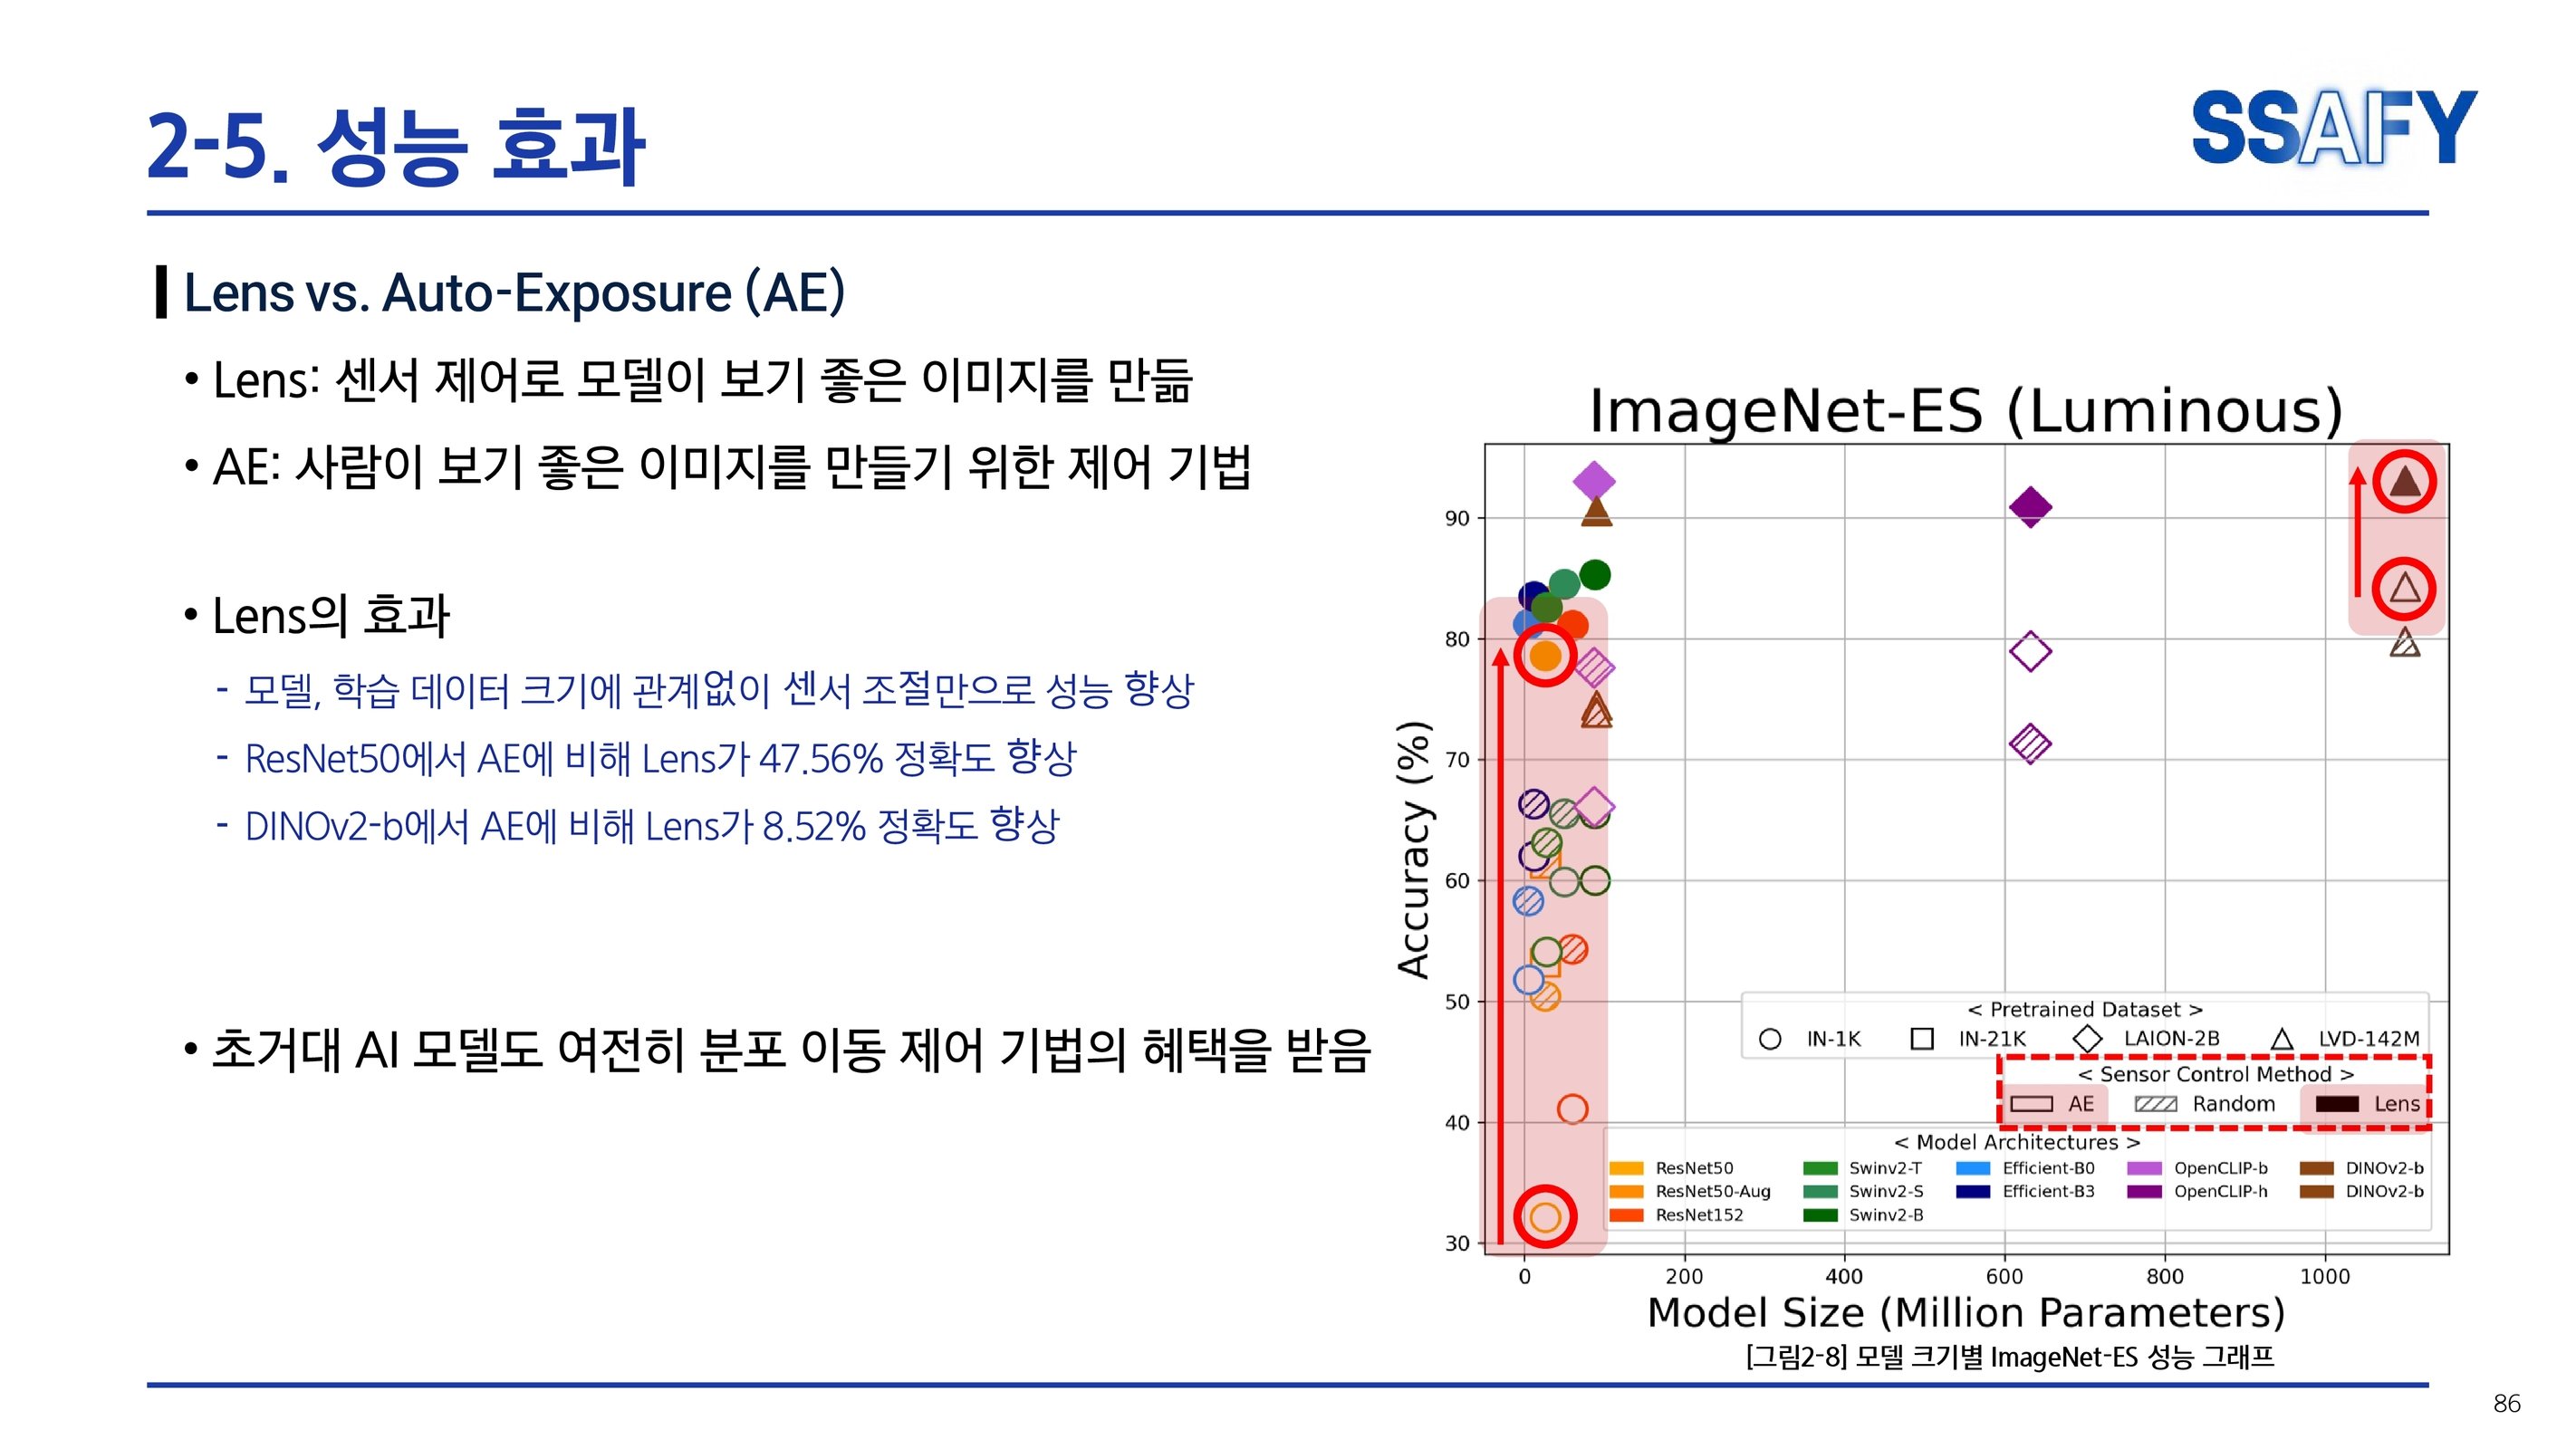 2-5. 성능 효과
SSAFY
Lens vs. Auto-Exposure (AE)
• Lens: 센서 제어로 모델이 보기 좋은 이미지를 만듦
• AE: 사람이 보기 좋은 이미지를 만들기 위한 제어 기법
• Lens의 효과
- 모델, 학습 데이터 크기에 관계없이 센서 조절만으로 성능 향상
- ResNet50에서 AE에 비해 Lens가 47.56% 정확도 향상
- DINOv2-b에서 AE에 비해 Lens가 8.52% 정확도 향상
• 초거대 AI 모델도 여전히 분포 이동 제어 기법의 혜택을 받음
ImageNet-ES (Luminous)
Accuracy (%)
90
80
70
60
50
40
30
< Pretrained Dataset >
IN-1K IN-21K LAION-2B LVD-142M
< Sensor Control Method >
AE Random Lens
< Model Architectures >
ResNet50 Swinv2-T Efficient-B0 OpenCLIP-b DINOv2-b
ResNet50-Aug Swinv2-S Efficient-B3 OpenCLIP-h DINOv2-b
ResNet152 Swinv2-B
0 200 400 600 800 1000
Model Size (Million Parameters)
[그림2-8] 모델 크기별 ImageNet-ES 성능 그래프
86